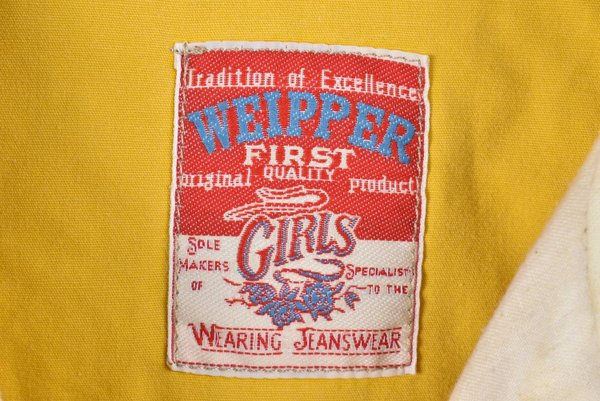 Tradition of Excellence
WEIPPER
FIRST
QUALITY
original product
GIRLS
SOLE MAKERS OF
SPECIALIST TO THE
WEARING JEANSWEAR